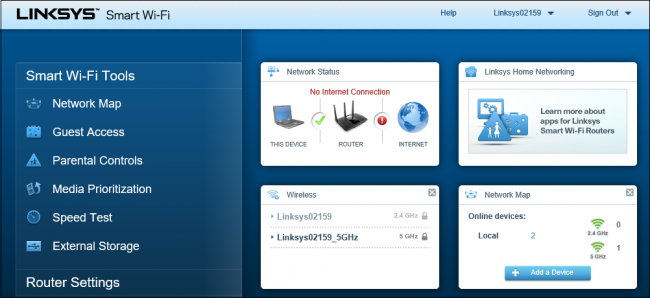 LINKSYS™ Smart Wi-Fi
Help
Linksys02159
Sign Out
Smart Wi-Fi Tools
Network Map
Guest Access
Parental Controls
Media Prioritization
Speed Test
External Storage
Router Settings
Network Status
No Internet Connection
THIS DEVICE
ROUTER
INTERNET
Linksys Home Networking
Learn more about
apps for Linksys
Smart Wi-Fi Routers
Wireless
Linksys02159 2.4 GHz
Linksys02159_5GHz 5 GHz
Network Map
Online devices:
Local 2
0
2.4 GHz
1
5 GHz
+ Add a Device